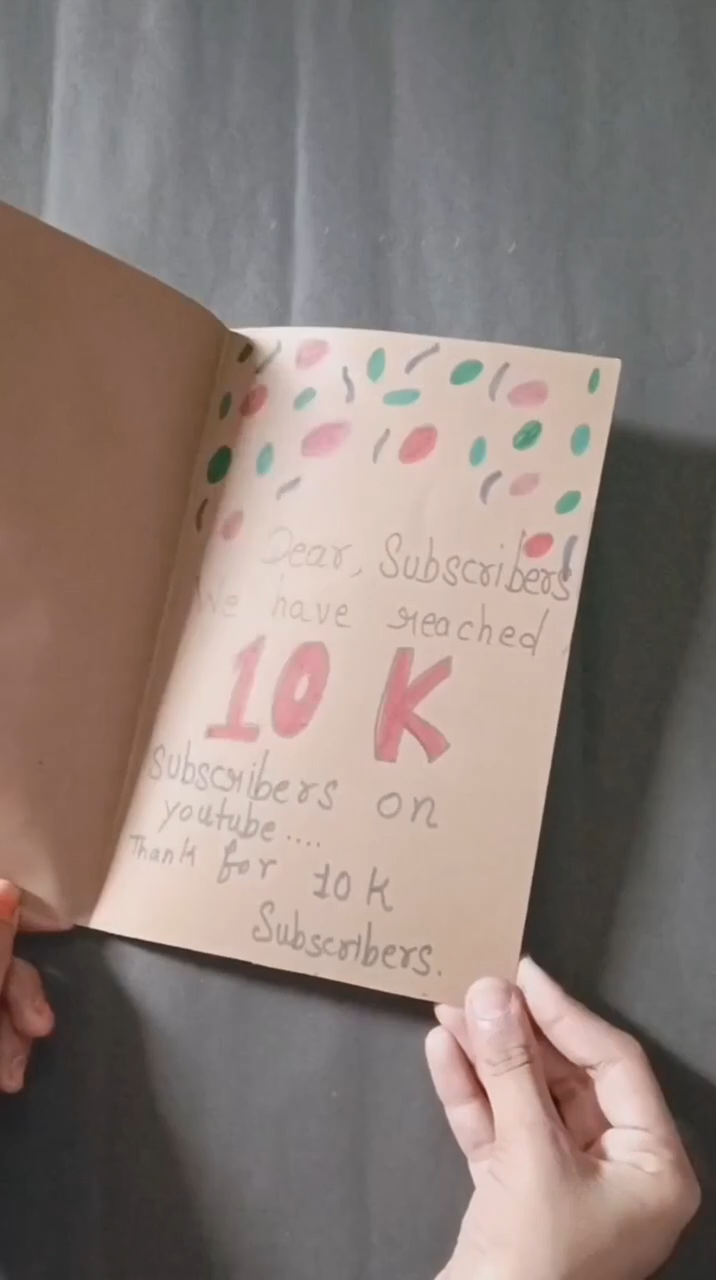 Dear, Subscribers
We have reached
10 K
Subscribers on
youtube....
Thank for 10 K
Subscribers.